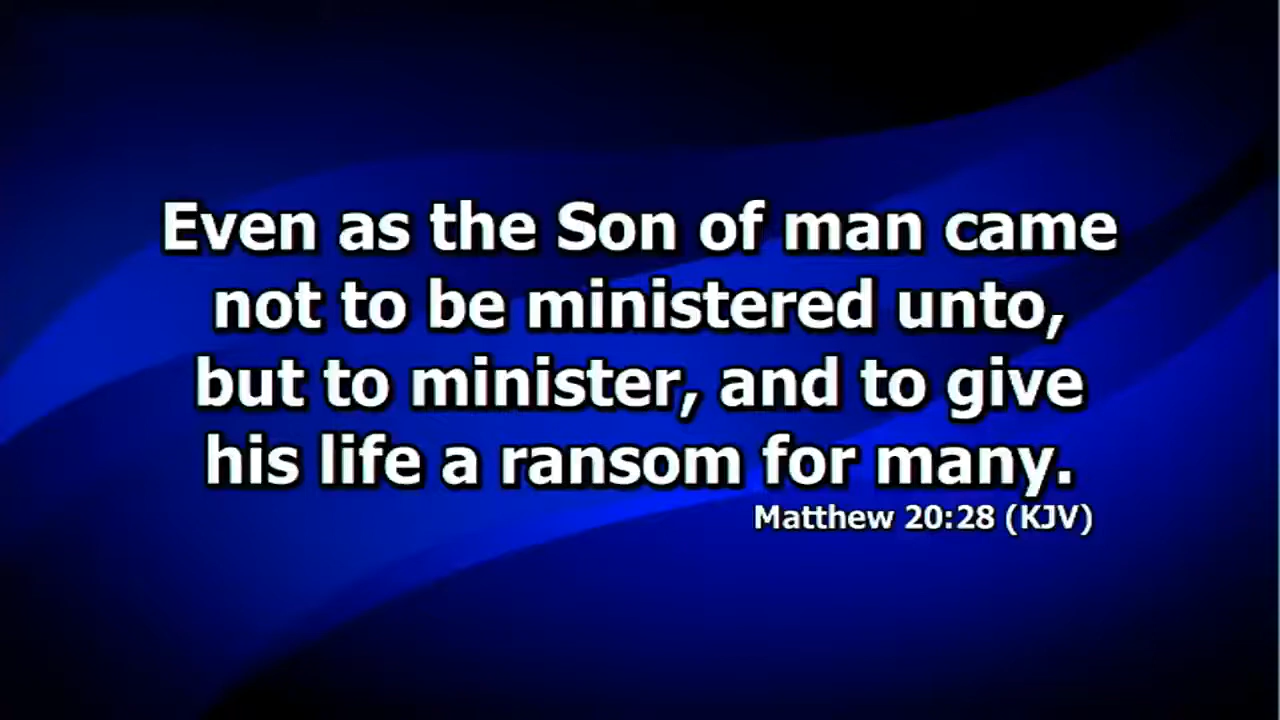 Even as the Son of man came
not to be ministered unto,
but to minister, and to give
his life a ransom for many.
Matthew 20:28 (KJV)